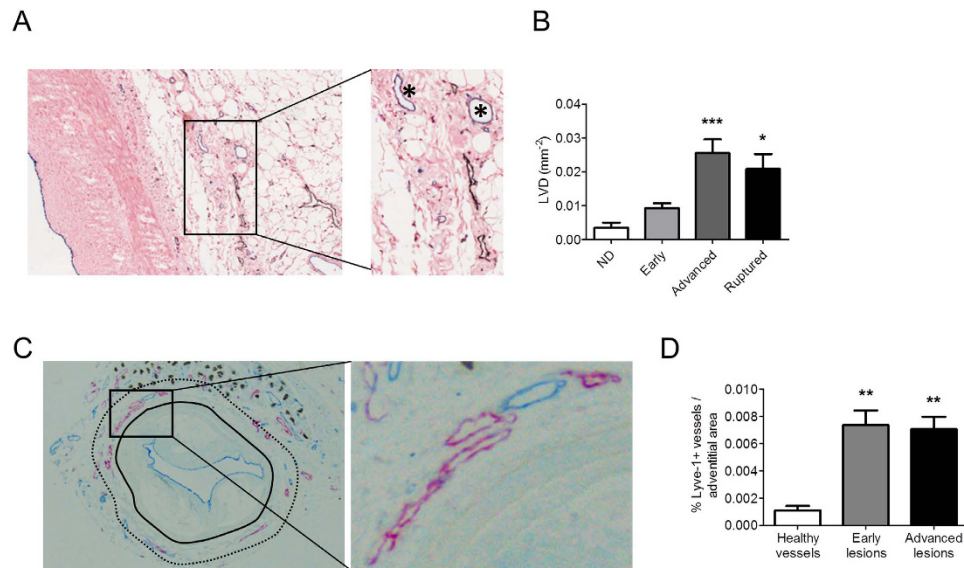 A
*
*
B
LVD (mm-2)
0.04
0.03
0.02
0.01
0.00
***
*
ND
Early
Advanced
Ruptured
C
D
% Lyve-1+ vessels /
adventitial area
0.010
0.008
0.006
0.004
0.002
0.000
**
**
Healthy
vessels
Early
lesions
Advanced
lesions